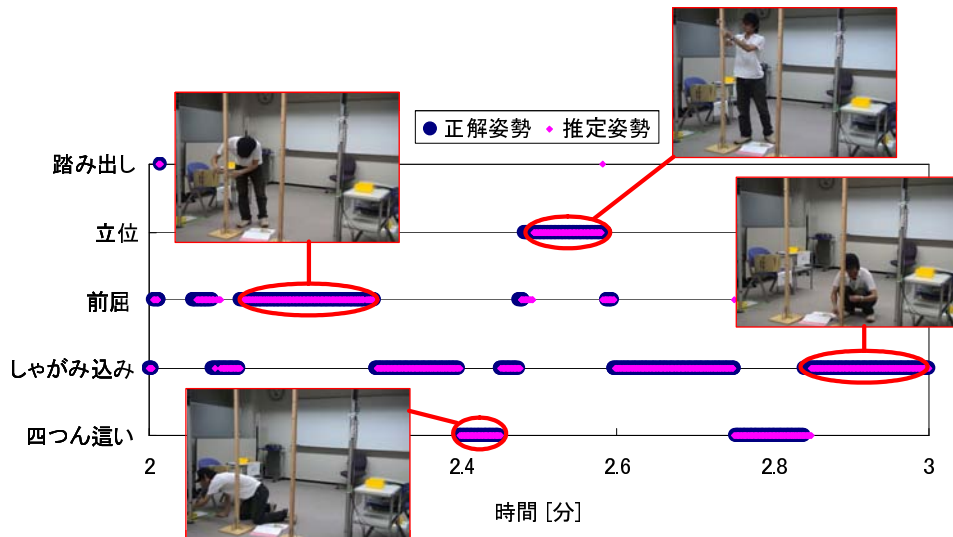 正解姿勢 推定姿勢
踏み出し
立位
前屈
しゃがみ込み
四つん這い
2 2.4 2.6 2.8 3
時間 [分]